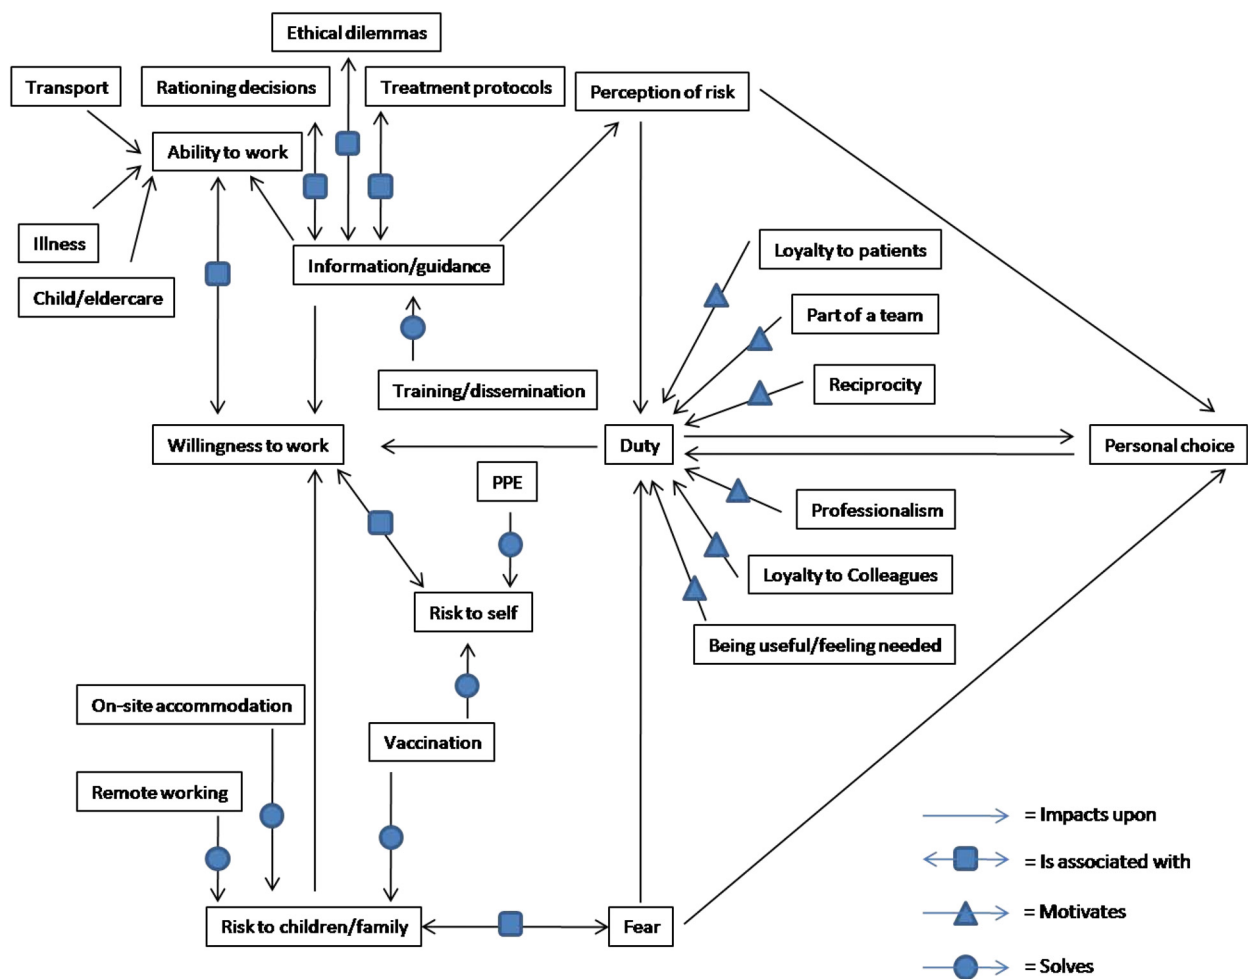 Ethical dilemmas
Transport
Rationing decisions
Treatment protocols
Perception of risk
Ability to work
Illness
Information/guidance
Loyalty to patients
Child/eldercare
Part of a team
Training/dissemination
Reciprocity
Willingness to work
Duty
Personal choice
PPE
Professionalism
Loyalty to Colleagues
Risk to self
Being useful/feeling needed
On-site accommodation
Vaccination
Remote working
= Impacts upon
= Is associated with
Risk to children/family
Fear
= Motivates
= Solves